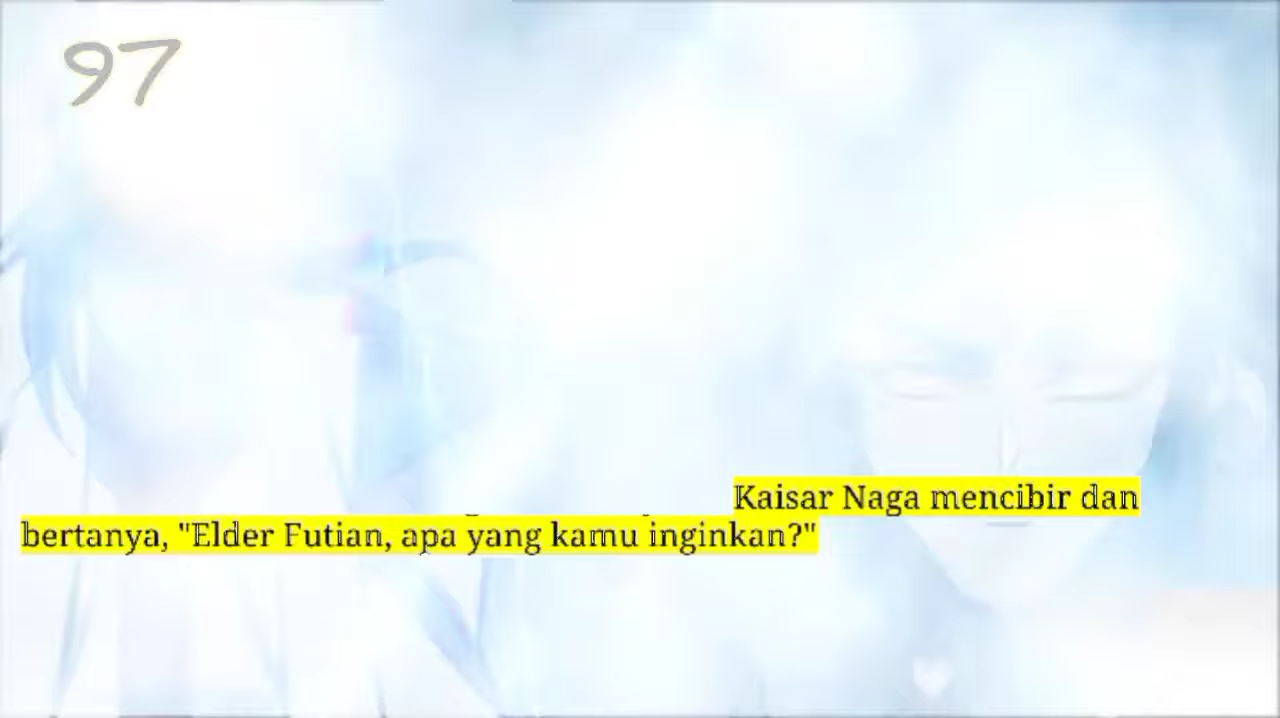 97
Kaisar Naga mencibir dan
bertanya, "Elder Futian, apa yang kamu inginkan?"